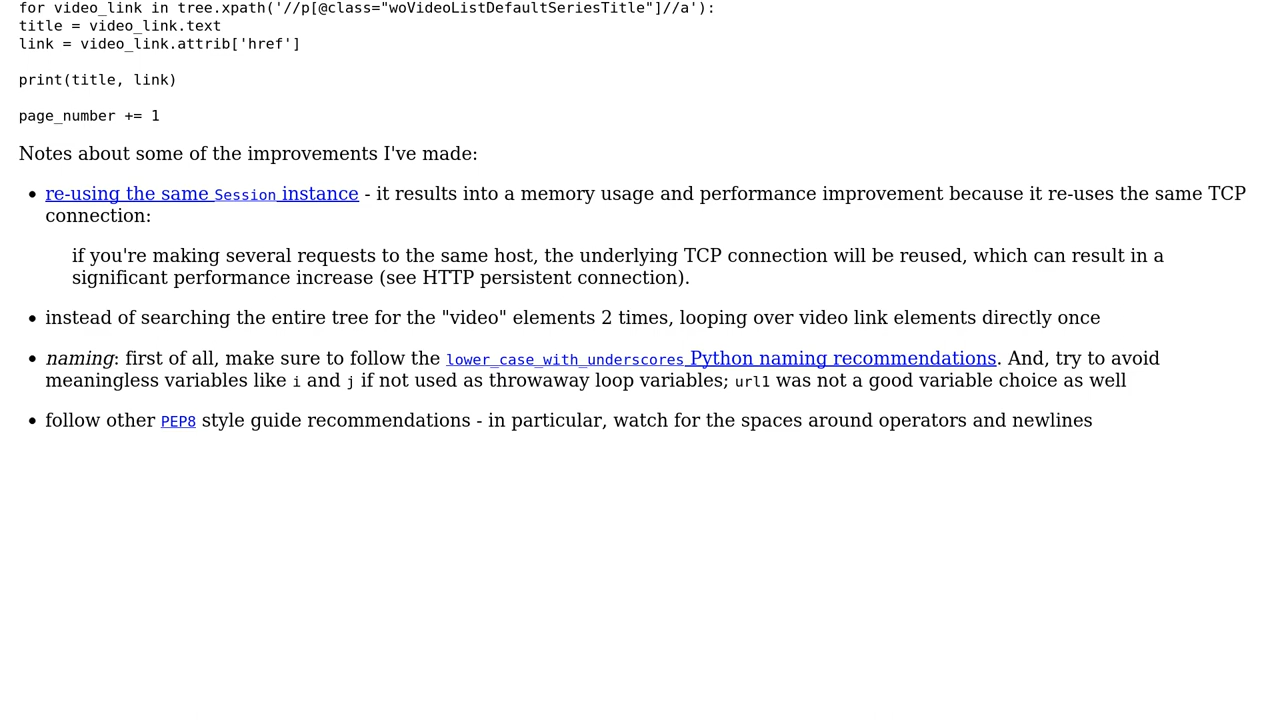 for video_link in tree.xpath('//p[@class="woVideoListDefaultSeriesTitle"]//a'):
title = video_link.text
link = video_link.attrib['href']
print(title, link)
page_number += 1
Notes about some of the improvements I've made:
re-using the same Session instance - it results into a memory usage and performance improvement because it re-uses the same TCP
connection:
if you're making several requests to the same host, the underlying TCP connection will be reused, which can result in a
significant performance increase (see HTTP persistent connection).
instead of searching the entire tree for the "video" elements 2 times, looping over video link elements directly once
naming: first of all, make sure to follow the lower_case_with_underscores Python naming recommendations. And, try to avoid
meaningless variables like i and j if not used as throwaway loop variables; url1 was not a good variable choice as well
follow other PEP8 style guide recommendations - in particular, watch for the spaces around operators and newlines